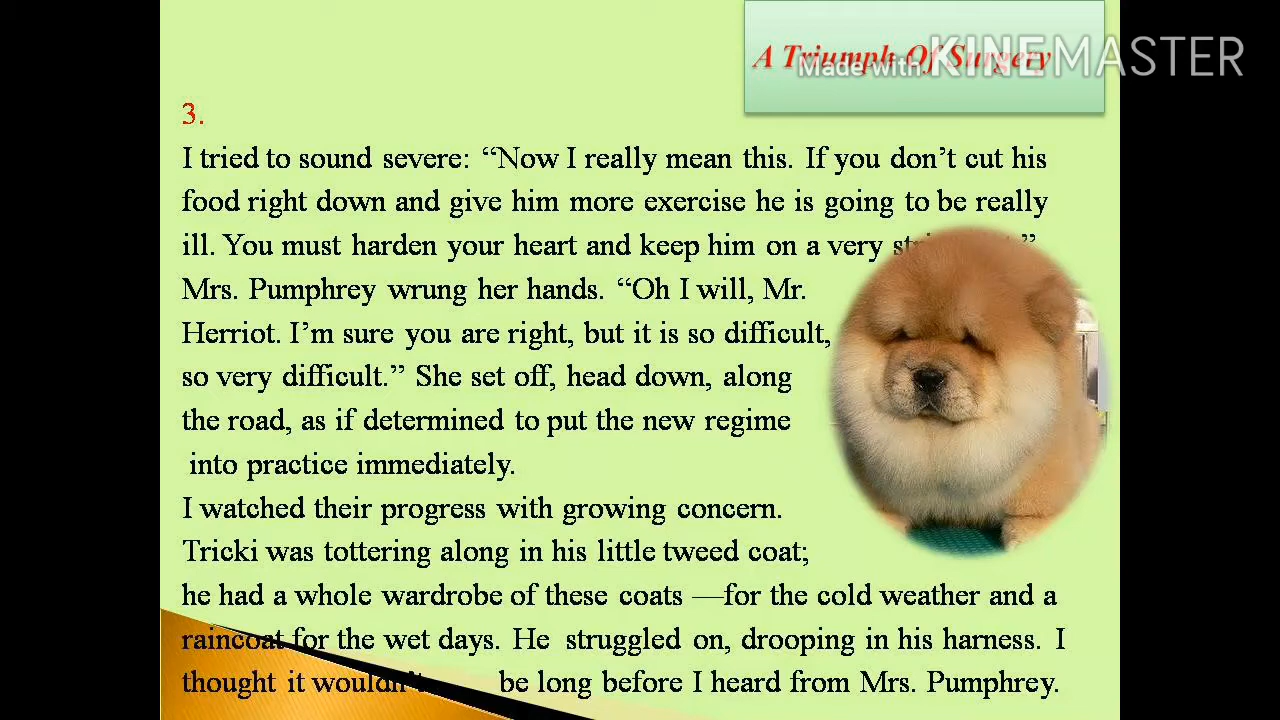 A Triumph Of Surgery
Made with KINEMASTER
3.
I tried to sound severe: “Now I really mean this. If you don’t cut his
food right down and give him more exercise he is going to be really
ill. You must harden your heart and keep him on a very
Mrs. Pumphrey wrung her hands. “Oh I will, Mr.
Herriot. I’m sure you are right, but it is so difficult,
so very difficult.” She set off, head down, along
the road, as if determined to put the new regime
into practice immediately.
I watched their progress with growing concern.
Tricki was tottering along in his little tweed coat;
he had a whole wardrobe of these coats —for the cold weather and a
raincoat for the wet days. He struggled on, drooping in his harness. I
thought it wouldn’t be long before I heard from Mrs. Pumphrey.